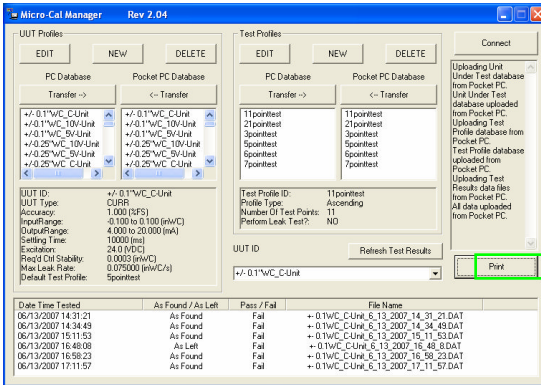 Micro-Cal Manager Rev 2.04
UUT Profiles
EDIT NEW DELETE
PC Database Pocket PC Database
Transfer --> <-- Transfer
+/- 0.1"WC_C-Unit +/- 0.1"WC_C-Unit
+/-0.1"WC_10V-Unit +/-0.1"WC_10V-Unit
+/-0.1"WC_5V-Unit +/-0.1"WC_5V-Unit
+/-0.25"WC_10V-Unit +/-0.25"WC_10V-Unit
+/-0.25"WC_5V-Unit +/-0.25"WC_5V-Unit
+/-0.25"WC_C-Unit +/-0.25"WC_C-Unit
UUT ID: +/- 0.1"WC_C-Unit
UUT Type: CURR
Accuracy: 1.000 (%FS)
InputRange: -0.100 to 0.100 (inWC)
OutputRange: 4.000 to 20.000 (mA)
Settling Time: 10000 (ms)
Excitation: 24.0 (VDC)
Req'd Ctrl Stability: 0.0003 (inWC)
Max Leak Rate: 0.075000 (inWC/s)
Default Test Profile: 5pointtest
Test Profiles
EDIT NEW DELETE
PC Database Pocket PC Database
Transfer --> <-- Transfer
11pointtest 11pointtest
21pointtest 21pointtest
3pointtest 3pointtest
5pointtest 5pointtest
6pointtest 6pointtest
7pointtest 7pointtest
Test Profile ID: 11pointtest
Profile Type: Ascending
Number Of Test Points: 11
Perform Leak Test?: NO
UUT ID Refresh Test Results
+/- 0.1"WC_C-Unit
Connect
Uploading Unit
Under Test database
from Pocket PC.
Unit Under Test
database uploaded
from Pocket PC.
Uploading Test
Profile database from
Pocket PC.
Test Profile database
uploaded from
Pocket PC.
Uploading Test
Results data files
from Pocket PC.
All data uploaded
from Pocket PC.
Print
Date Time Tested As Found / As Left Pass / Fail File Name
06/13/2007 14:31:21 As Found Fail +- 0.1WC_C-Unit_6_13_2007_14_31_21.DAT
06/13/2007 14:34:49 As Found Fail +- 0.1WC_C-Unit_6_13_2007_14_34_49.DAT
06/13/2007 15:11:53 As Found Fail +- 0.1WC_C-Unit_6_13_2007_15_11_53.DAT
06/13/2007 16:48:08 As Left Fail +- 0.1WC_C-Unit_6_13_2007_16_48_8.DAT
06/13/2007 16:58:23 As Found Fail +- 0.1WC_C-Unit_6_13_2007_16_58_23.DAT
06/13/2007 17:11:57 As Found Fail +- 0.1WC_C-Unit_6_13_2007_17_11_57.DAT